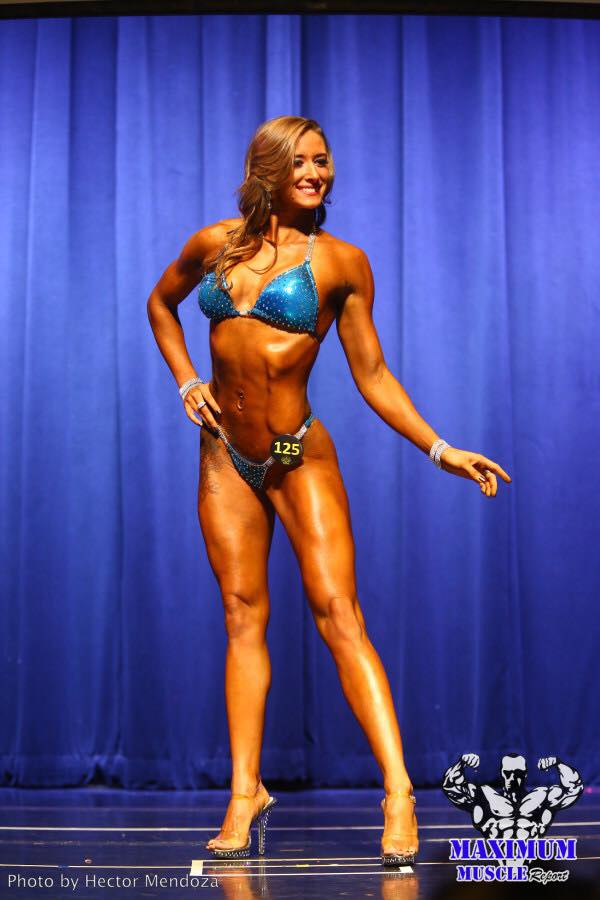 125
MAXIMUM
MUSCLE Report
Photo by Hector Mendoza